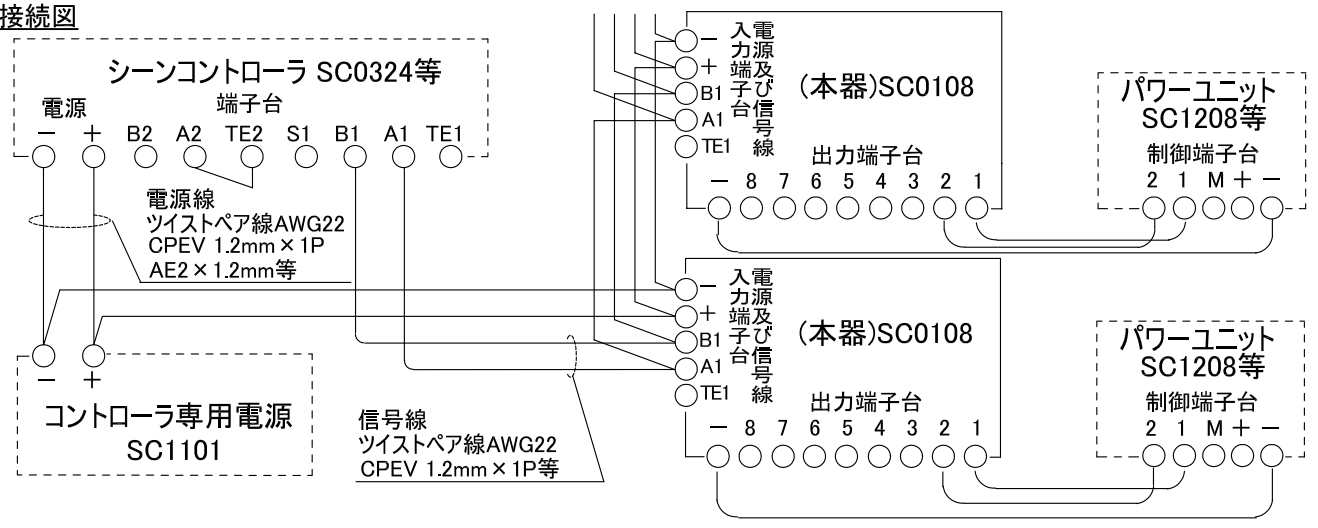 接続図
シーンコントローラ SC0324等
電源
端子台
− + B2 A2 TE2 S1 B1 A1 TE1
電源線
ツイストペア線AWG22
CPEV 1.2mm×1P
AE2×1.2mm等
− +
コントローラ専用電源
SC1101
信号線
ツイストペア線AWG22
CPEV 1.2mm×1P等
−
+
B1
A1
TE1
電源及び信号線
入力端子台
(本器)SC0108
出力端子台
− 8 7 6 5 4 3 2 1
パワーユニット
SC1208等
制御端子台
2 1 M + −
−
+
B1
A1
TE1
電源及び信号線
入力端子台
(本器)SC0108
出力端子台
− 8 7 6 5 4 3 2 1
パワーユニット
SC1208等
制御端子台
2 1 M + −